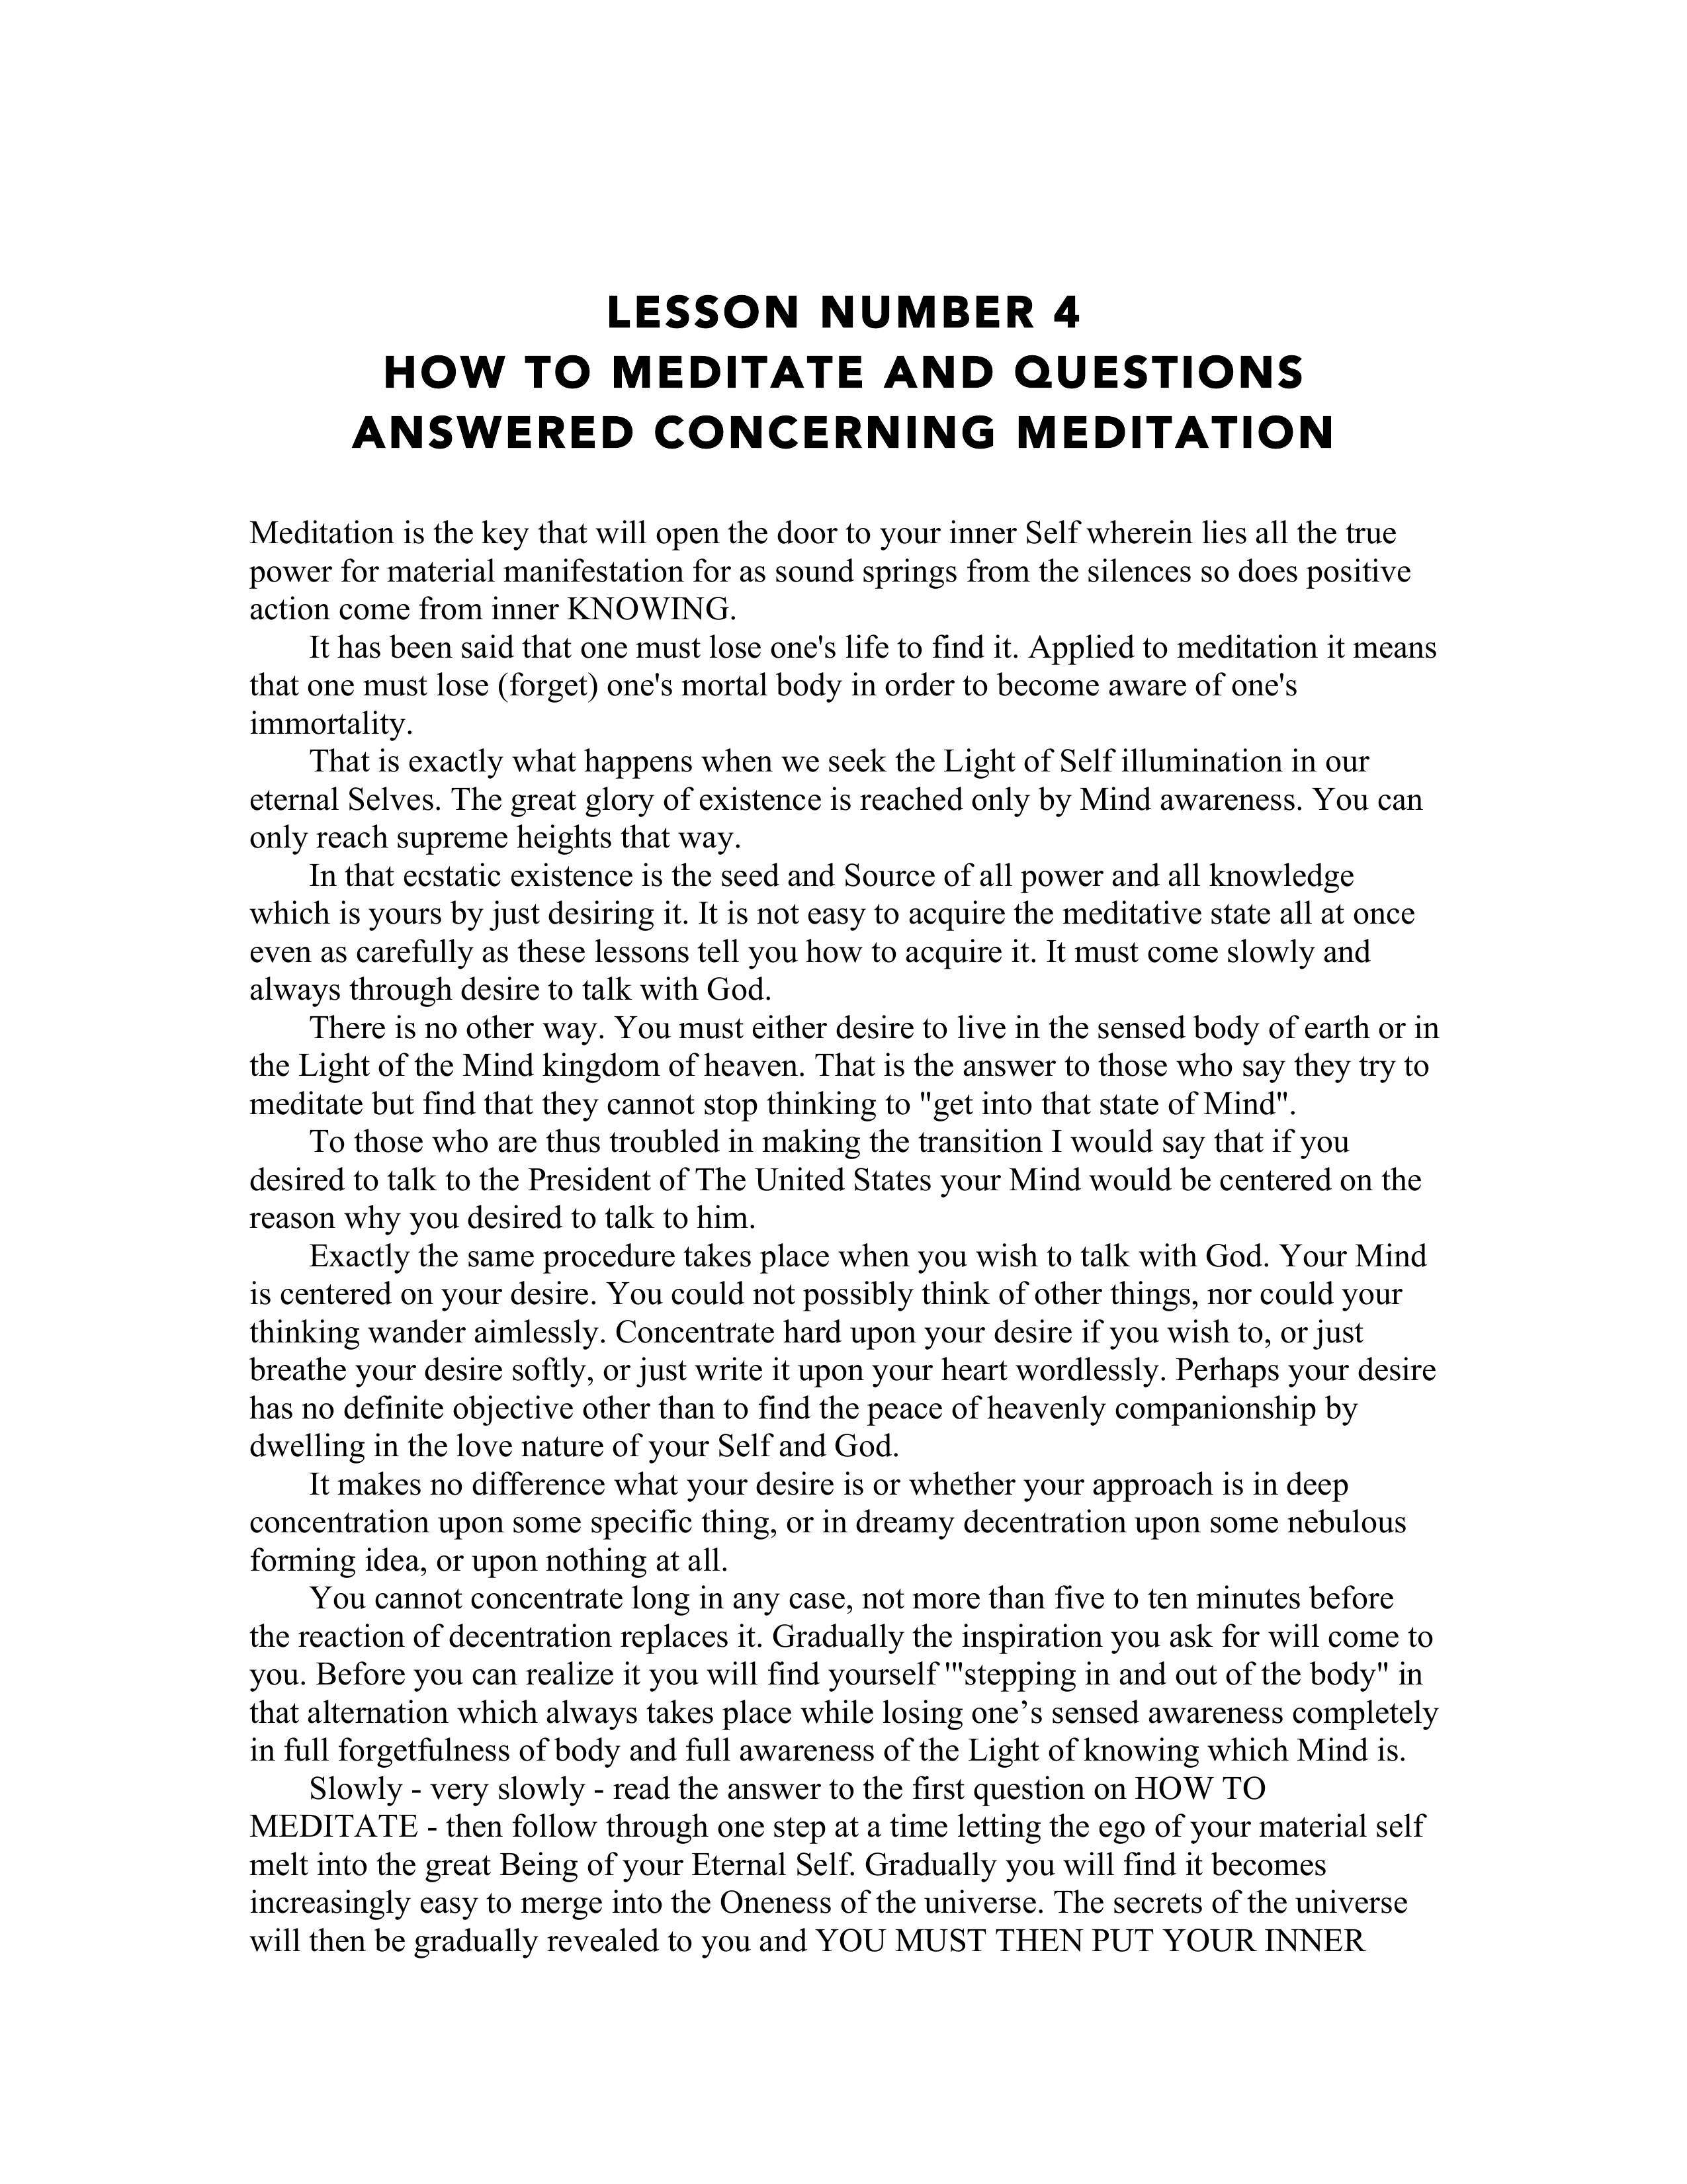 LESSON NUMBER 4
HOW TO MEDITATE AND QUESTIONS
ANSWERED CONCERNING MEDITATION
Meditation is the key that will open the door to your inner Self wherein lies all the true
power for material manifestation for as sound springs from the silences so does positive
action come from inner KNOWING.
It has been said that one must lose one's life to find it. Applied to meditation it means
that one must lose (forget) one's mortal body in order to become aware of one's
immortality.
That is exactly what happens when we seek the Light of Self illumination in our
eternal Selves. The great glory of existence is reached only by Mind awareness. You can
only reach supreme heights that way.
In that ecstatic existence is the seed and Source of all power and all knowledge
which is yours by just desiring it. It is not easy to acquire the meditative state all at once
even as carefully as these lessons tell you how to acquire it. It must come slowly and
always through desire to talk with God.
There is no other way. You must either desire to live in the sensed body of earth or in
the Light of the Mind kingdom of heaven. That is the answer to those who say they try to
meditate but find that they cannot stop thinking to "get into that state of Mind".
To those who are thus troubled in making the transition I would say that if you
desired to talk to the President of The United States your Mind would be centered on the
reason why you desired to talk to him.
Exactly the same procedure takes place when you wish to talk with God. Your Mind
is centered on your desire. You could not possibly think of other things, nor could your
thinking wander aimlessly. Concentrate hard upon your desire if you wish to, or just
breathe your desire softly, or just write it upon your heart wordlessly. Perhaps your desire
has no definite objective other than to find the peace of heavenly companionship by
dwelling in the love nature of your Self and God.
It makes no difference what your desire is or whether your approach is in deep
concentration upon some specific thing, or in dreamy decentration upon some nebulous
forming idea, or upon nothing at all.
You cannot concentrate long in any case, not more than five to ten minutes before
the reaction of decentration replaces it. Gradually the inspiration you ask for will come to
you. Before you can realize it you will find yourself '"stepping in and out of the body" in
that alternation which always takes place while losing one’s sensed awareness completely
in full forgetfulness of body and full awareness of the Light of knowing which Mind is.
Slowly - very slowly - read the answer to the first question on HOW TO
MEDITATE - then follow through one step at a time letting the ego of your material self
melt into the great Being of your Eternal Self. Gradually you will find it becomes
increasingly easy to merge into the Oneness of the universe. The secrets of the universe
will then be gradually revealed to you and YOU MUST THEN PUT YOUR INNER